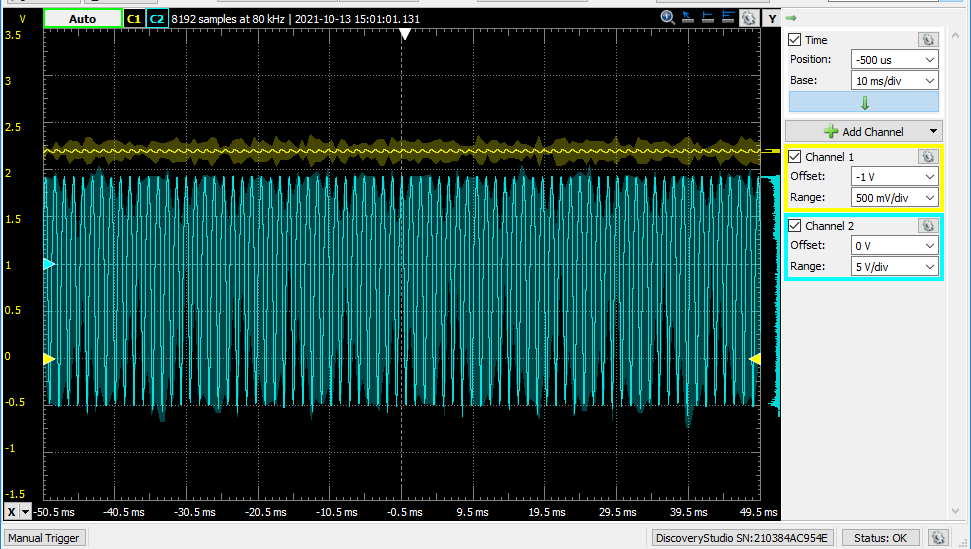 V Auto C1 C2 8192 samples at 80 kHz | 2021-10-13 15:01:01.131 Y
3.5
3
2.5
2
1.5
1
0.5
0
-0.5
-1
-1.5
X -50.5 ms -40.5 ms -30.5 ms -20.5 ms -10.5 ms -0.5 ms 9.5 ms 19.5 ms 29.5 ms 39.5 ms 49.5 ms
Time
Position: -500 us
Base: 10 ms/div
Add Channel
Channel 1
Offset: -1 V
Range: 500 mV/div
Channel 2
Offset: 0 V
Range: 5 V/div
Manual Trigger DiscoveryStudio SN:210384AC954E Status: OK